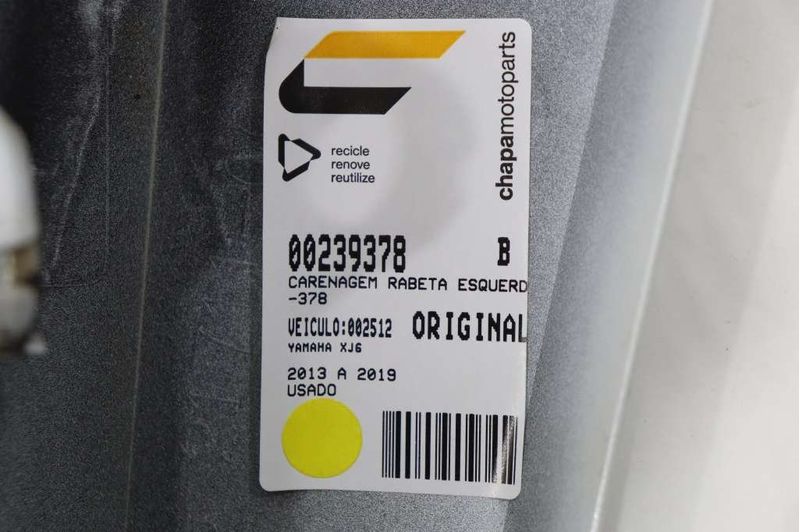 chapamotoparts
recicle
renove
reutilize
00239378 B
CARENAGEM RABETA ESQUERD
-378
VEICULO:002512 ORIGINAL
YAMAHA XJ6
2013 A 2019
USADO